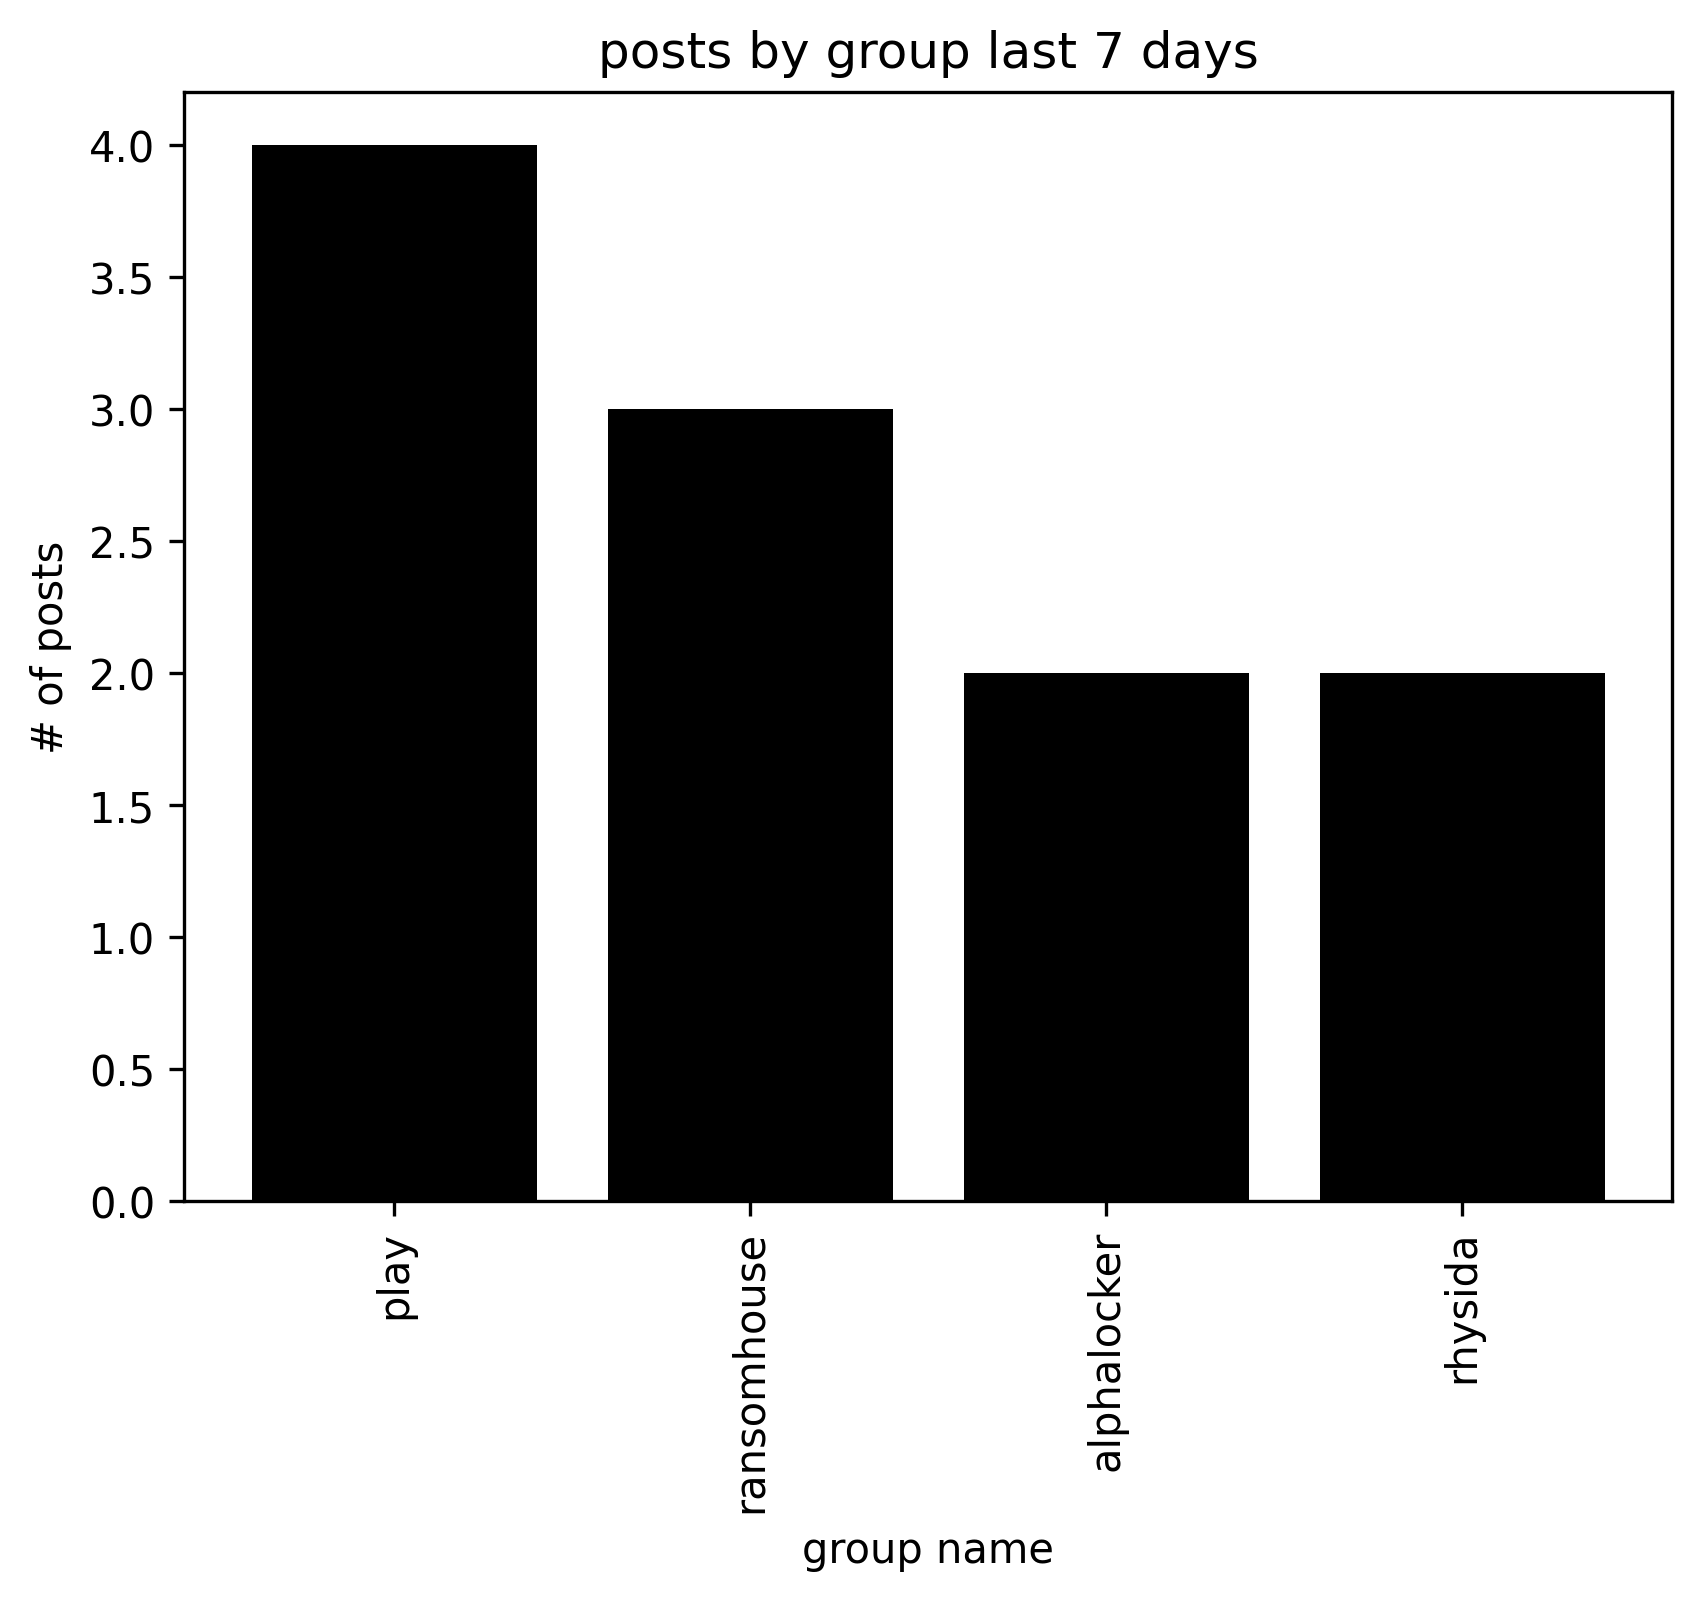 posts by group last 7 days
# of posts
4.0
3.5
3.0
2.5
2.0
1.5
1.0
0.5
0.0
play
ransomhouse
alphalocker
rhysida
group name